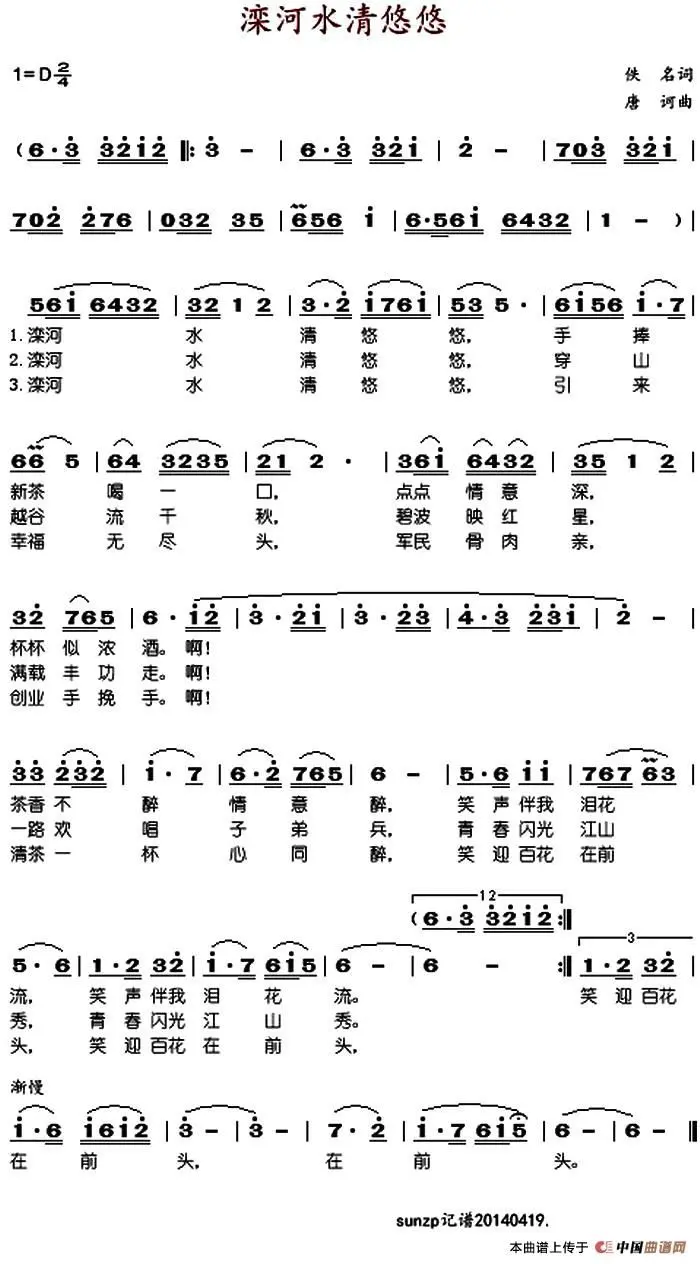 滦河水清悠悠
1=D 2/4
佚 名词
唐 诃曲
(6·3 3212 ‖: 3 - | 6·3 321 | 2 - | 703 321 |
702 276 | 032 35 | 656 1 | 6·561 6432 | 1 - )|
561 6432 | 32 1 2 | 3·2 1761 | 53 5· | 6156 1·7 |
1.滦河 水 清 悠 悠, 手 捧
2.滦河 水 清 悠 悠, 穿 山
3.滦河 水 清 悠 悠, 引 来
66 5 | 64 3235 | 21 2 · | 361 6432 | 35 1 2 |
新茶 喝 一 口, 点点 情 意 深,
越谷 流 千 秋, 碧波 映 红 星,
幸福 无 尽 头, 军民 骨 肉 亲,
32 765 | 6 · 12 | 3 · 21 | 3 · 23 | 4·3 231 | 2 - |
杯杯 似 浓 酒。啊!
满载 丰 功 走。啊!
创业 手 挽 手。啊!
33 232 | 1 · 7 | 6·2 765 | 6 - | 5·6 11 | 767 63 |
茶香 不 醉 情 意 醉, 笑 声 伴我 泪花
一路 欢 唱 子 弟 兵, 青 春 闪光 江山
清茶 一 杯 心 同 醉, 笑 迎 百花 在前
12
(6·3 3212 :‖
3
5 · 6 | 1·2 32 | 1·7 615 | 6 - | 6 - :‖ 1·2 32 |
流, 笑 声 伴我 泪 花 流。 笑 迎 百花
秀, 青 春 闪光 江 山 秀。
头, 笑 迎 百花 在 前 头,
渐慢
1·6 1612 | 3 - | 3 - | 7 · 2 | 1·7 615 | 6 - | 6 - ‖
在 前 头, 在 前 头。
sunzp记谱20140419.
本曲谱上传于 中国曲谱网